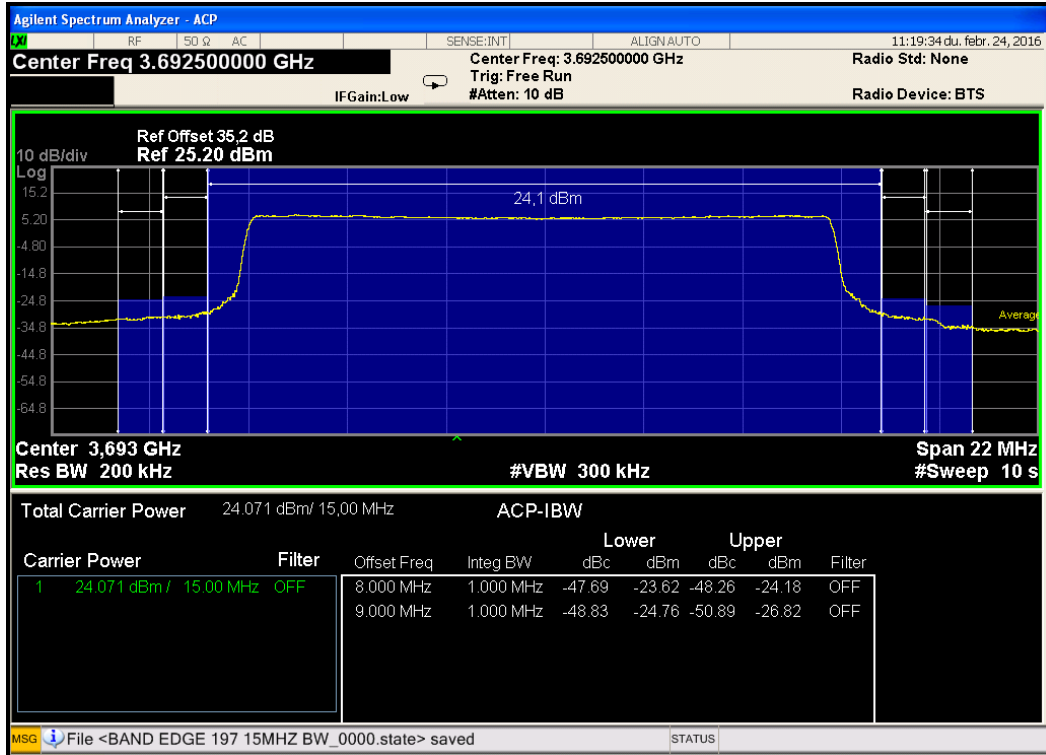 Agilent Spectrum Analyzer - ACP
LXI RF 50 Ω AC SENSE:INT ALIGN AUTO 11:19:34 du. febr. 24, 2016
Center Freq 3.692500000 GHz
Center Freq: 3.692500000 GHz
Radio Std: None
Trig: Free Run
IFGain:Low
#Atten: 10 dB
Radio Device: BTS
Ref Offset 35,2 dB
10 dB/div Ref 25.20 dBm
Log
15.2
24,1 dBm
5.20
-4.80
-14.8
-24.8
Average
-34.8
-44.8
-54.8
-64.8
Center 3,693 GHz Span 22 MHz
Res BW 200 kHz #VBW 300 kHz #Sweep 10 s
Total Carrier Power 24.071 dBm/ 15,00 MHz ACP-IBW
Lower Upper
Carrier Power Filter Offset Freq Integ BW dBc dBm dBc dBm Filter
1 24.071 dBm / 15.00 MHz OFF 8.000 MHz 1.000 MHz -47.69 -23.62 -48.26 -24.18 OFF
9.000 MHz 1.000 MHz -48.83 -24.76 -50.89 -26.82 OFF
MSG File <BAND EDGE 197 15MHZ BW_0000.state> saved STATUS